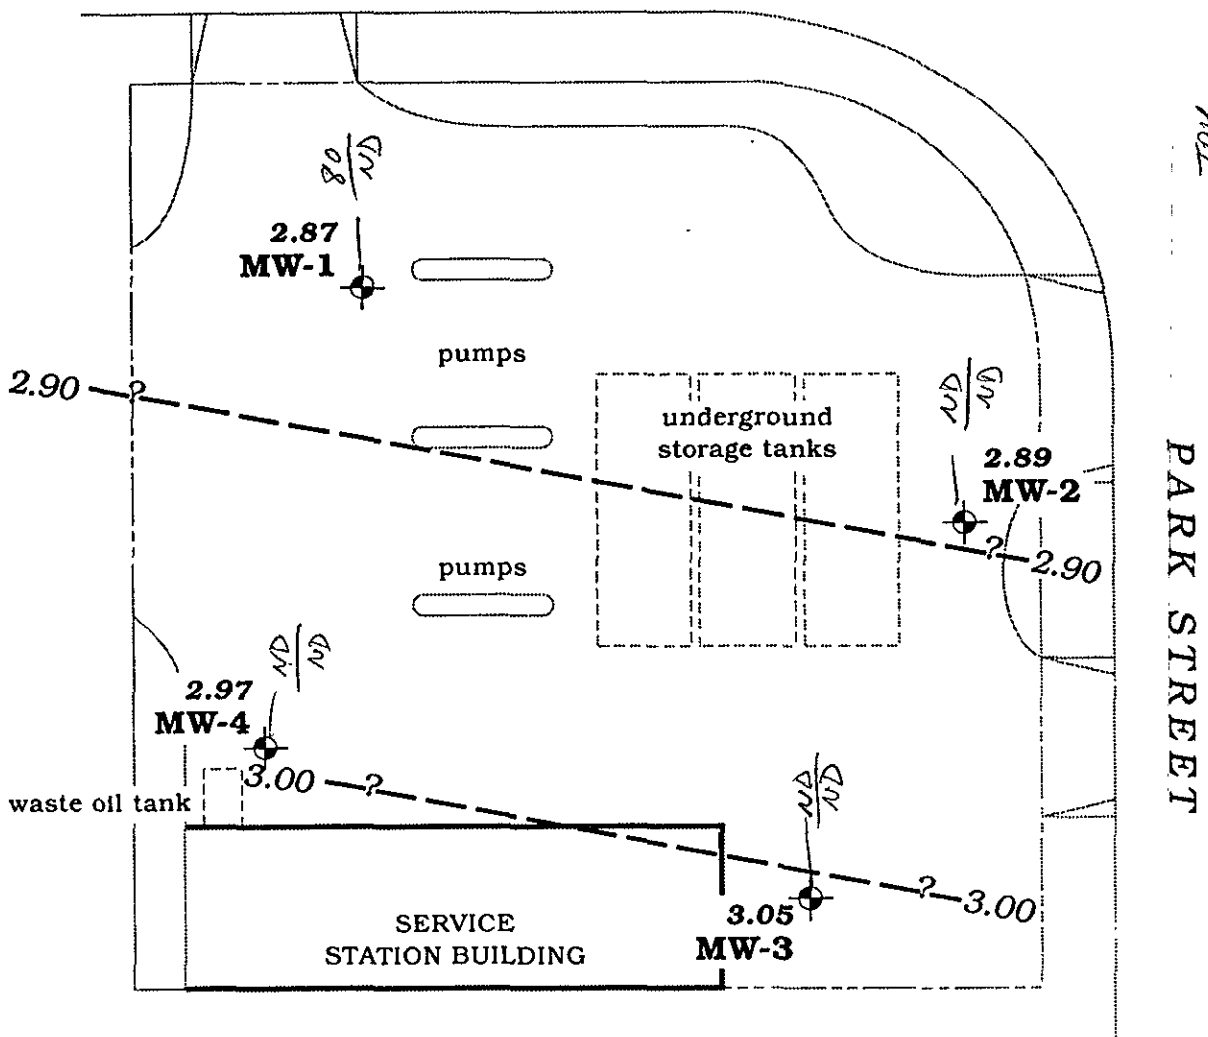 80
ND
2.87
MW-1
pumps
2.90 ?
underground
storage tanks
ND
ND
2.89
MW-2
? 2.90
pumps
PARK STREET
ND
ND
2.97
MW-4
3.00 ?
waste oil tank
ND
ND
? 3.00
3.05
MW-3
SERVICE
STATION BUILDING